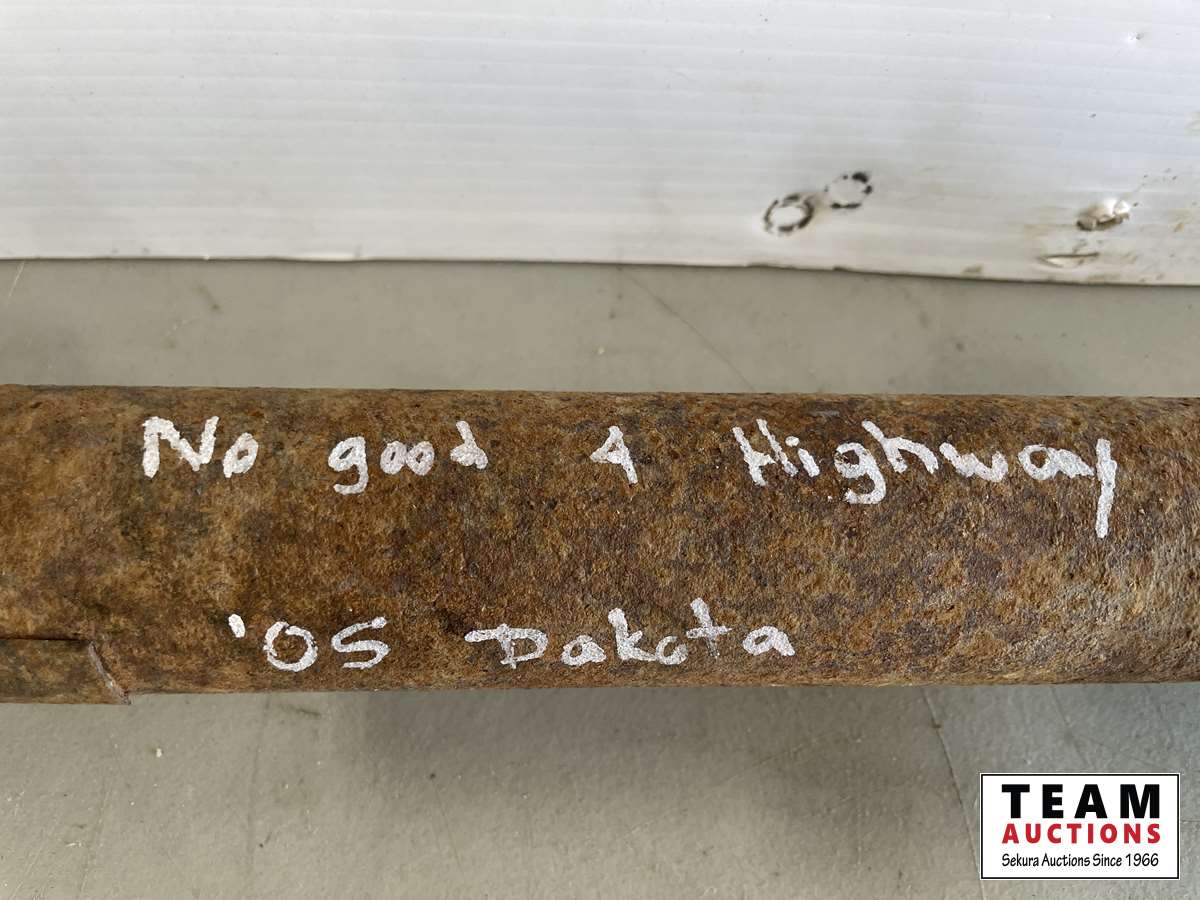 No good 4 Highway
'05 Dakota
TEAM
AUCTIONS
Sekura Auctions Since 1966